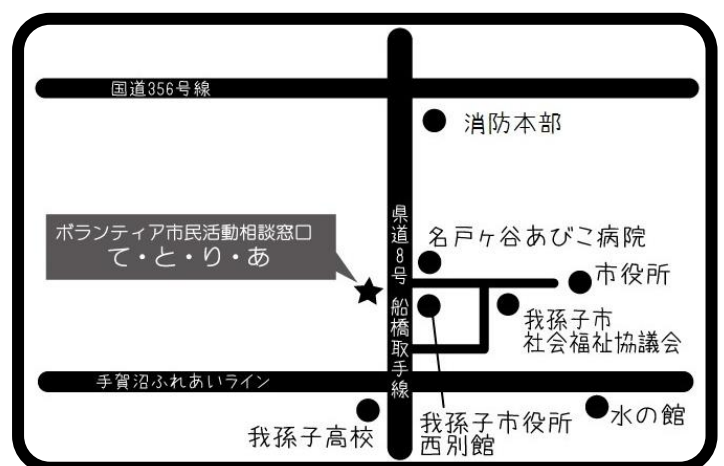 国道356号線
消防本部
ボランティア市民活動相談窓口
て・と・り・あ
県道8号 船橋取手線
名戸ヶ谷あびこ病院
市役所
我孫子市
社会福祉協議会
手賀沼ふれあいライン
我孫子高校
我孫子市役所
西別館
水の館